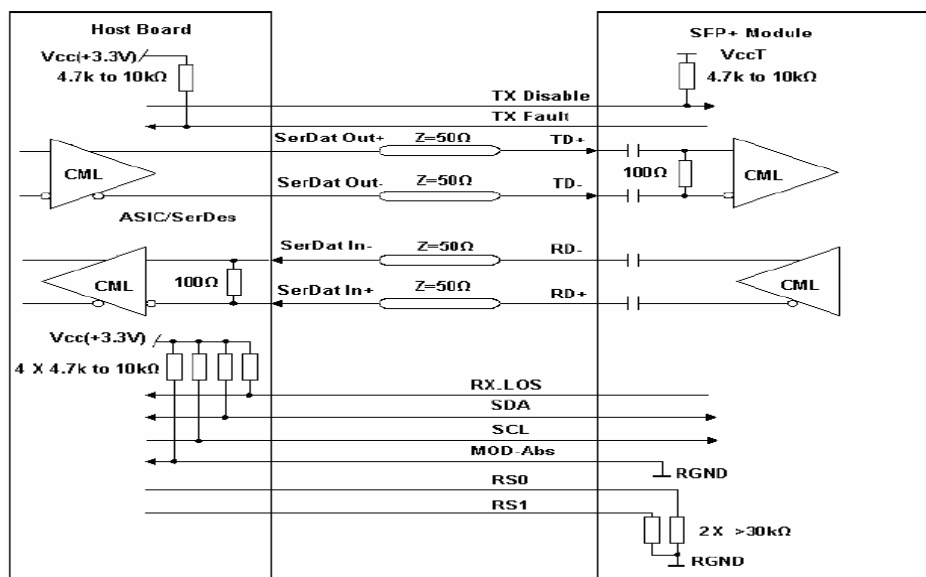 Host Board
SFP+ Module
Vcc(+3.3V)
4.7k to 10kΩ
VccT
4.7k to 10kΩ
TX Disable
TX Fault
SerDat Out+
Z=50Ω
TD+
CML
100Ω
CML
SerDat Out-
Z=50Ω
TD-
ASIC/SerDes
SerDat In-
Z=50Ω
RD-
CML
100Ω
CML
SerDat In+
Z=50Ω
RD+
Vcc(+3.3V)
4 X 4.7k to 10kΩ
RX-LOS
SDA
SCL
MOD-Abs
RGND
RS0
RS1
2 X >30kΩ
RGND